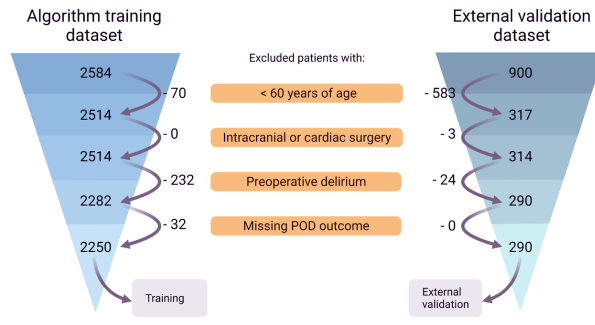 Algorithm training
dataset
External validation
dataset
Excluded patients with:
2584
900
- 70
< 60 years of age
- 583
2514
317
- 0
Intracranial or cardiac surgery
- 3
2514
314
- 232
Preoperative delirium
- 24
2282
290
- 32
Missing POD outcome
- 0
2250
290
Training
External
validation